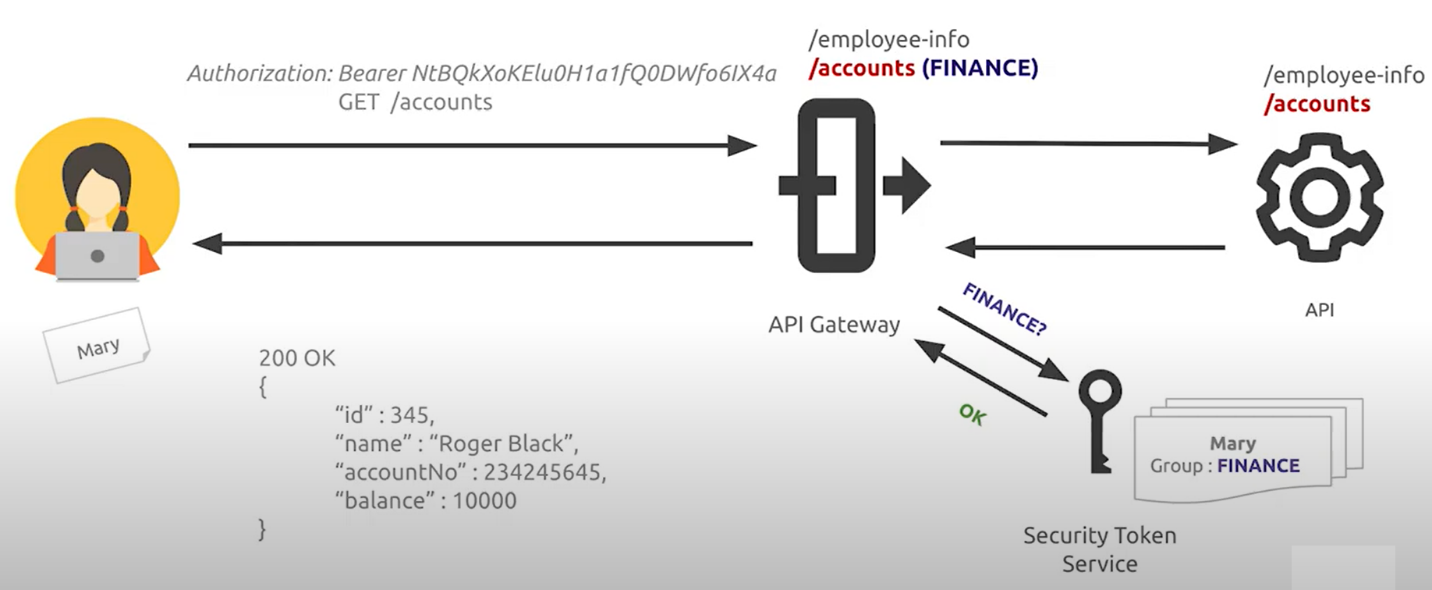 Authorization: Bearer NtBQkXoKElu0H1a1fQ0DWfo6IX4a
GET /accounts
/employee-info
/accounts (FINANCE)
/employee-info
/accounts
API Gateway
API
FINANCE?
OK
Mary
200 OK
{
“id” : 345,
“name” : “Roger Black”,
“accountNo” : 234245645,
“balance” : 10000
}
Mary
Group : FINANCE
Security Token
Service